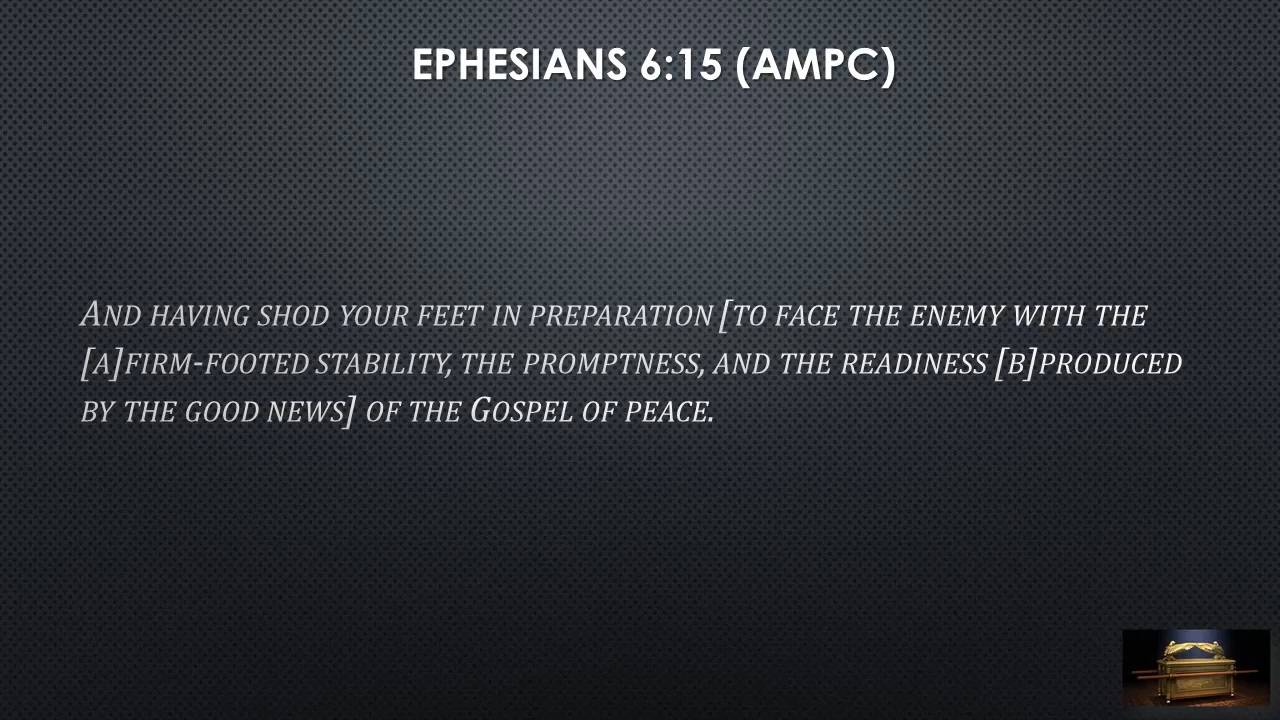 EPHESIANS 6:15 (AMPC)
And having shod your feet in preparation [to face the enemy with the
[a]firm-footed stability, the promptness, and the readiness [b]produced
by the good news] of the Gospel of peace.